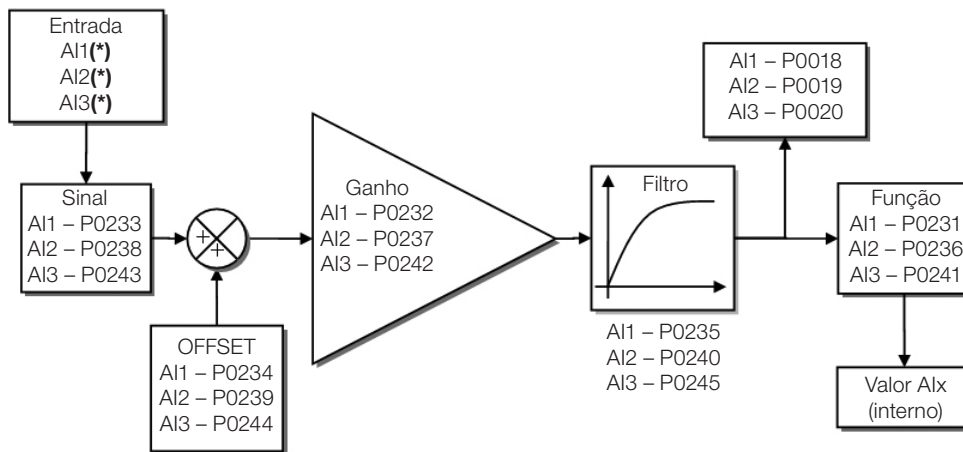 Entrada
AI1(*)
AI2(*)
AI3(*)
Sinal
AI1 – P0233
AI2 – P0238
AI3 – P0243
+
+
OFFSET
AI1 – P0234
AI2 – P0239
AI3 – P0244
Ganho
AI1 – P0232
AI2 – P0237
AI3 – P0242
Filtro
AI1 – P0235
AI2 – P0240
AI3 – P0245
AI1 – P0018
AI2 – P0019
AI3 – P0020
Função
AI1 – P0231
AI2 – P0236
AI3 – P0241
Valor AIx
(interno)